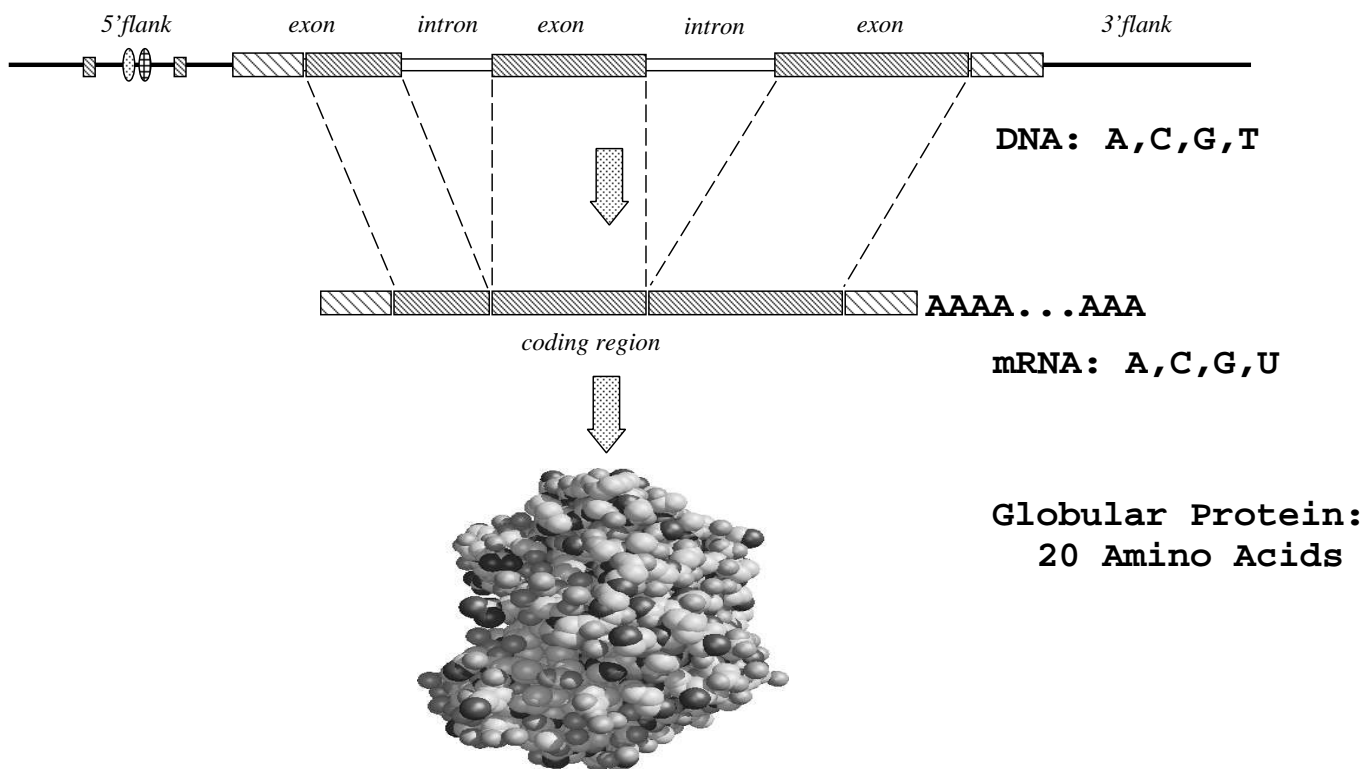 5'flank exon intron exon intron exon 3'flank
DNA: A,C,G,T
AAAA...AAA
coding region
mRNA: A,C,G,U
Globular Protein:
20 Amino Acids